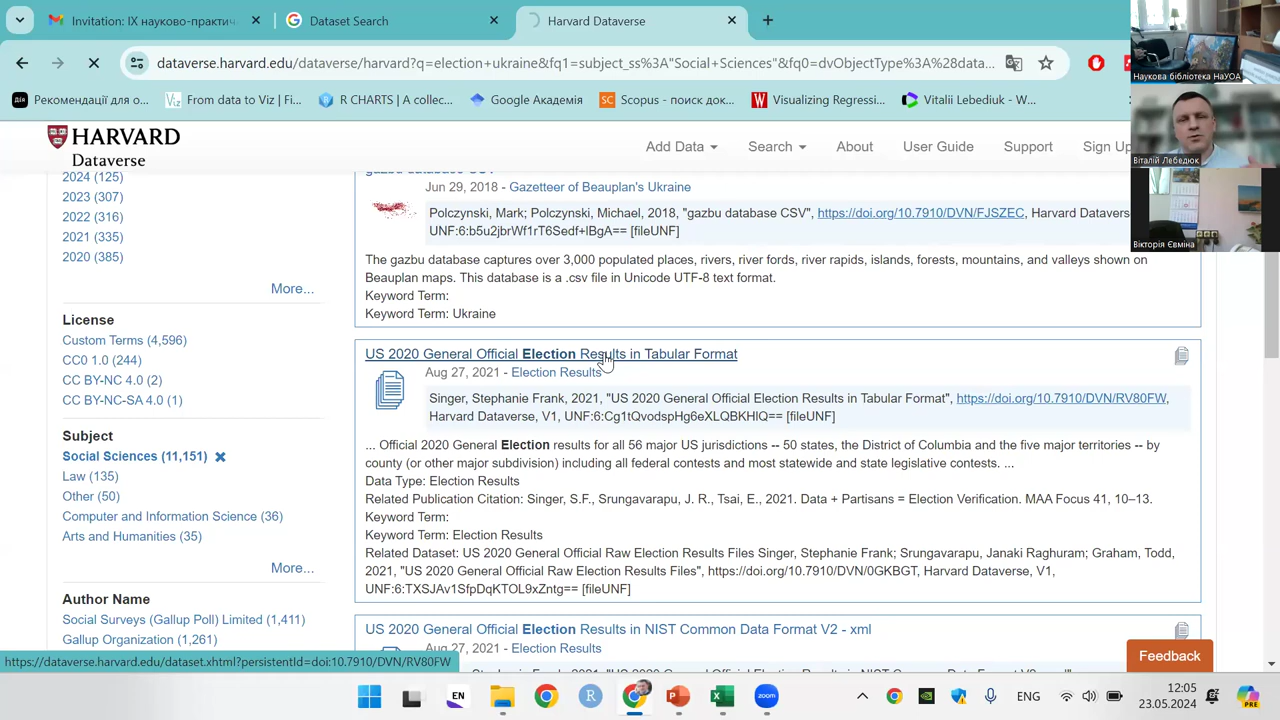 Invitation: IX науково-практич
Dataset Search
Harvard Dataverse
dataverse.harvard.edu/dataverse/harvard?q=election+ukraine&fq1=subject_ss%3A"Social+Sciences"&fq0=dvObjectType%3A%28data...
Рекомендації для о...
From data to Viz | Fi...
R CHARTS | A collec...
Google Академія
Scopus - поиск док...
Visualizing Regressi...
Vitalii Lebediuk - W...
Наукова бібліотека НаУОА
Віталій Лебедюк
Вікторія Євміна
HARVARD
Dataverse
Add Data
Search
About
User Guide
Support
Sign Up
2024 (125)
2023 (307)
2022 (316)
2021 (335)
2020 (385)
More...
License
Custom Terms (4,596)
CC0 1.0 (244)
CC BY-NC 4.0 (2)
CC BY-NC-SA 4.0 (1)
Subject
Social Sciences (11,151)
Law (135)
Other (50)
Computer and Information Science (36)
Arts and Humanities (35)
More...
Author Name
Social Surveys (Gallup Poll) Limited (1,411)
Gallup Organization (1,261)
gazbu database CSV
Jun 29, 2018 - Gazetteer of Beauplan's Ukraine
Polczynski, Mark; Polczynski, Michael, 2018, "gazbu database CSV", https://doi.org/10.7910/DVN/FJSZEC, Harvard Dataverse
UNF:6:b5u2jbrWf1rT6Sedf+lBgA== [fileUNF]
The gazbu database captures over 3,000 populated places, rivers, river fords, river rapids, islands, forests, mountains, and valleys shown on
Beauplan maps. This database is a .csv file in Unicode UTF-8 text format.
Keyword Term:
Keyword Term: Ukraine
US 2020 General Official Election Results in Tabular Format
Aug 27, 2021 - Election Results
Singer, Stephanie Frank, 2021, "US 2020 General Official Election Results in Tabular Format", https://doi.org/10.7910/DVN/RV80FW,
Harvard Dataverse, V1, UNF:6:Cg1tQvodspHg6eXLQBKHlQ== [fileUNF]
... Official 2020 General Election results for all 56 major US jurisdictions -- 50 states, the District of Columbia and the five major territories -- by
county (or other major subdivision) including all federal contests and most statewide and state legislative contests. ...
Data Type: Election Results
Related Publication Citation: Singer, S.F., Srungavarapu, J. R., Tsai, E., 2021. Data + Partisans = Election Verification. MAA Focus 41, 10–13.
Keyword Term:
Keyword Term: Election Results
Related Dataset: US 2020 General Official Raw Election Results Files Singer, Stephanie Frank; Srungavarapu, Janaki Raghuram; Graham, Todd,
2021, "US 2020 General Official Raw Election Results Files", https://doi.org/10.7910/DVN/0GKBGT, Harvard Dataverse, V1,
UNF:6:TXSJAv1SfpDqKTOL9xZntg== [fileUNF]
US 2020 General Official Election Results in NIST Common Data Format V2 - xml
Aug 27, 2021 - Election Results
Feedback
https://dataverse.harvard.edu/dataset.xhtml?persistentId=doi:10.7910/DVN/RV80FW
EN
zoom
ENG
12:05
23.05.2024
PRE